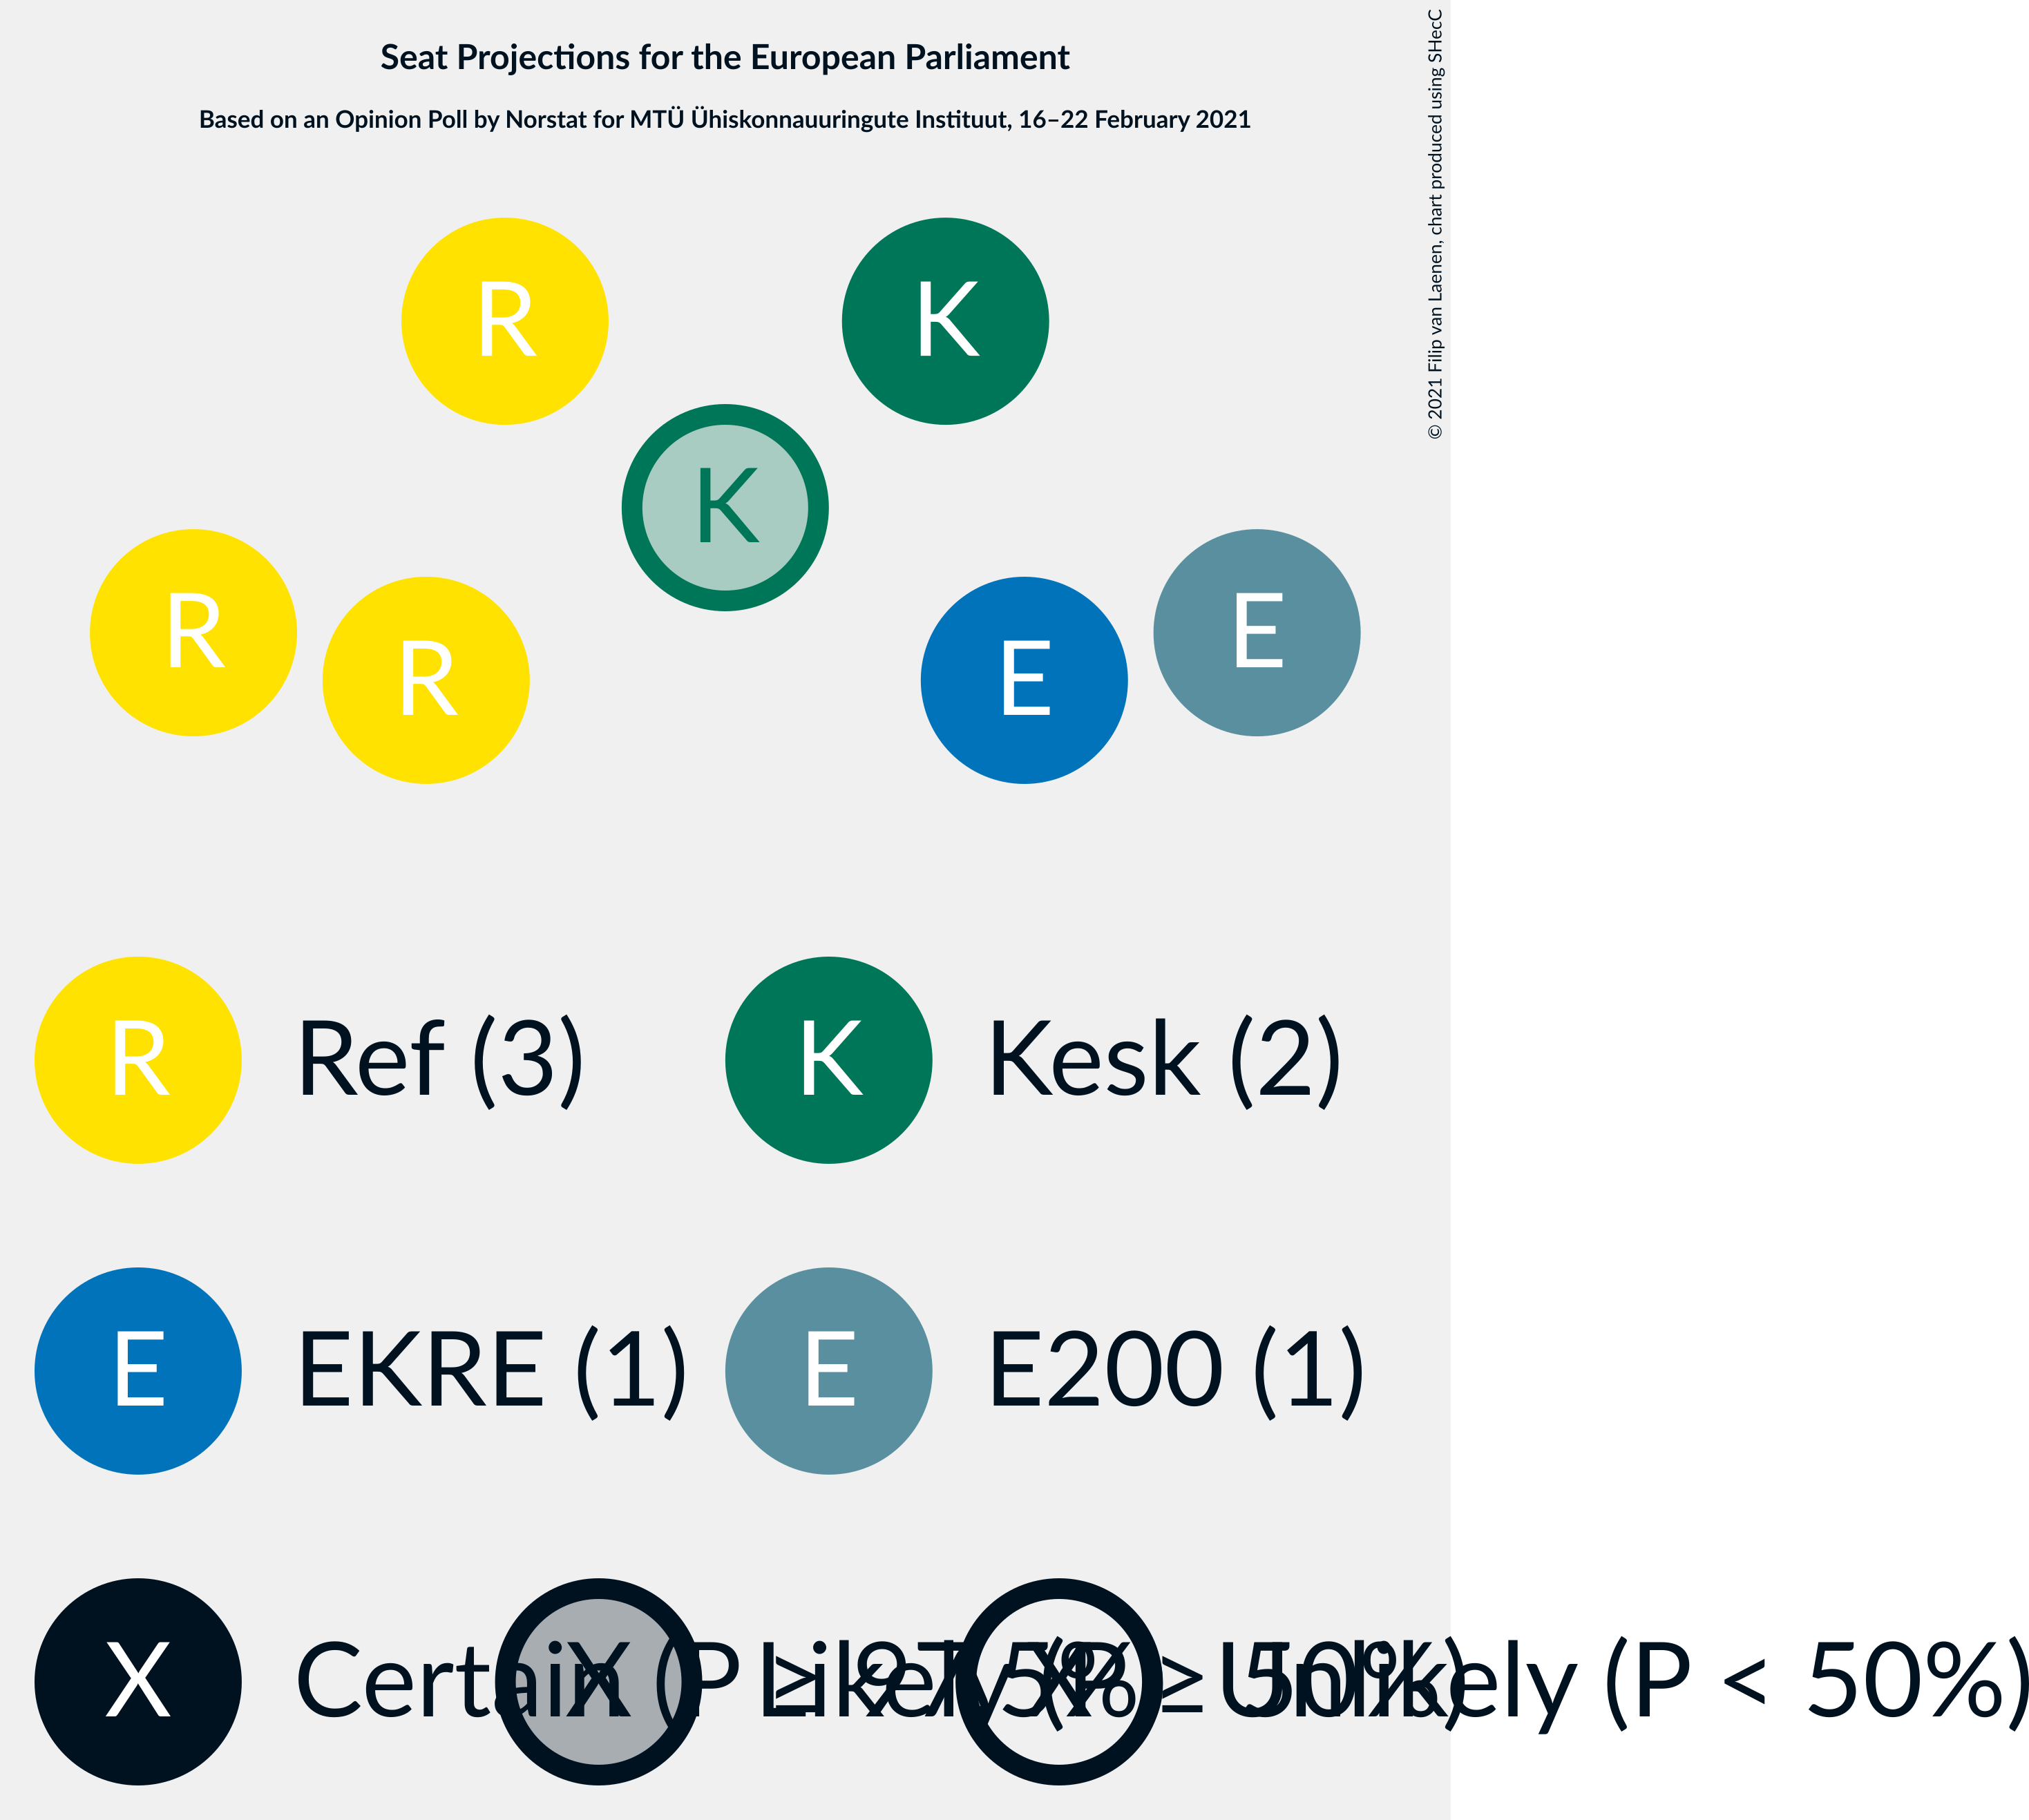 Seat Projections for the European Parliament
Based on an Opinion Poll by Norstat for MTÜ Ühiskonnauuringute Instituut, 16–22 February 2021
© 2021 Filip van Laenen, chart produced using SHecC
R
K
K
R
R
E
E
R Ref (3)
K Kesk (2)
E EKRE (1)
E E200 (1)
X Certain (P ≥ 97.5%)
X Likely (P ≥ 50%)
X Unlikely (P < 50%)